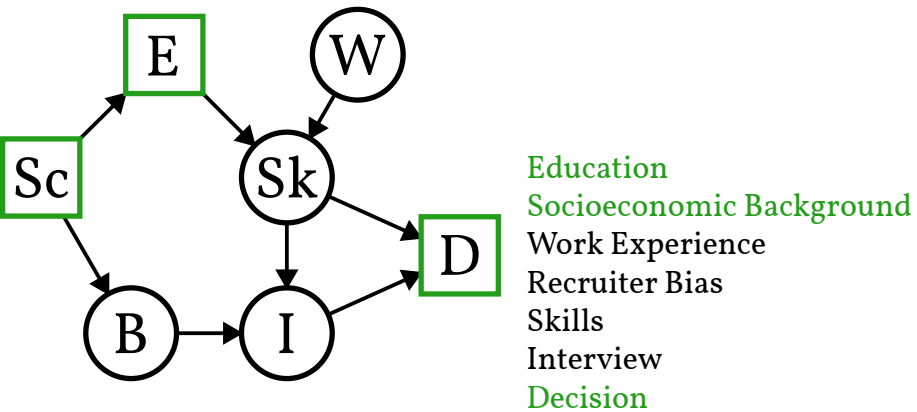 E
W
Sc
Sk
D
B
I
Education
Socioeconomic Background
Work Experience
Recruiter Bias
Skills
Interview
Decision